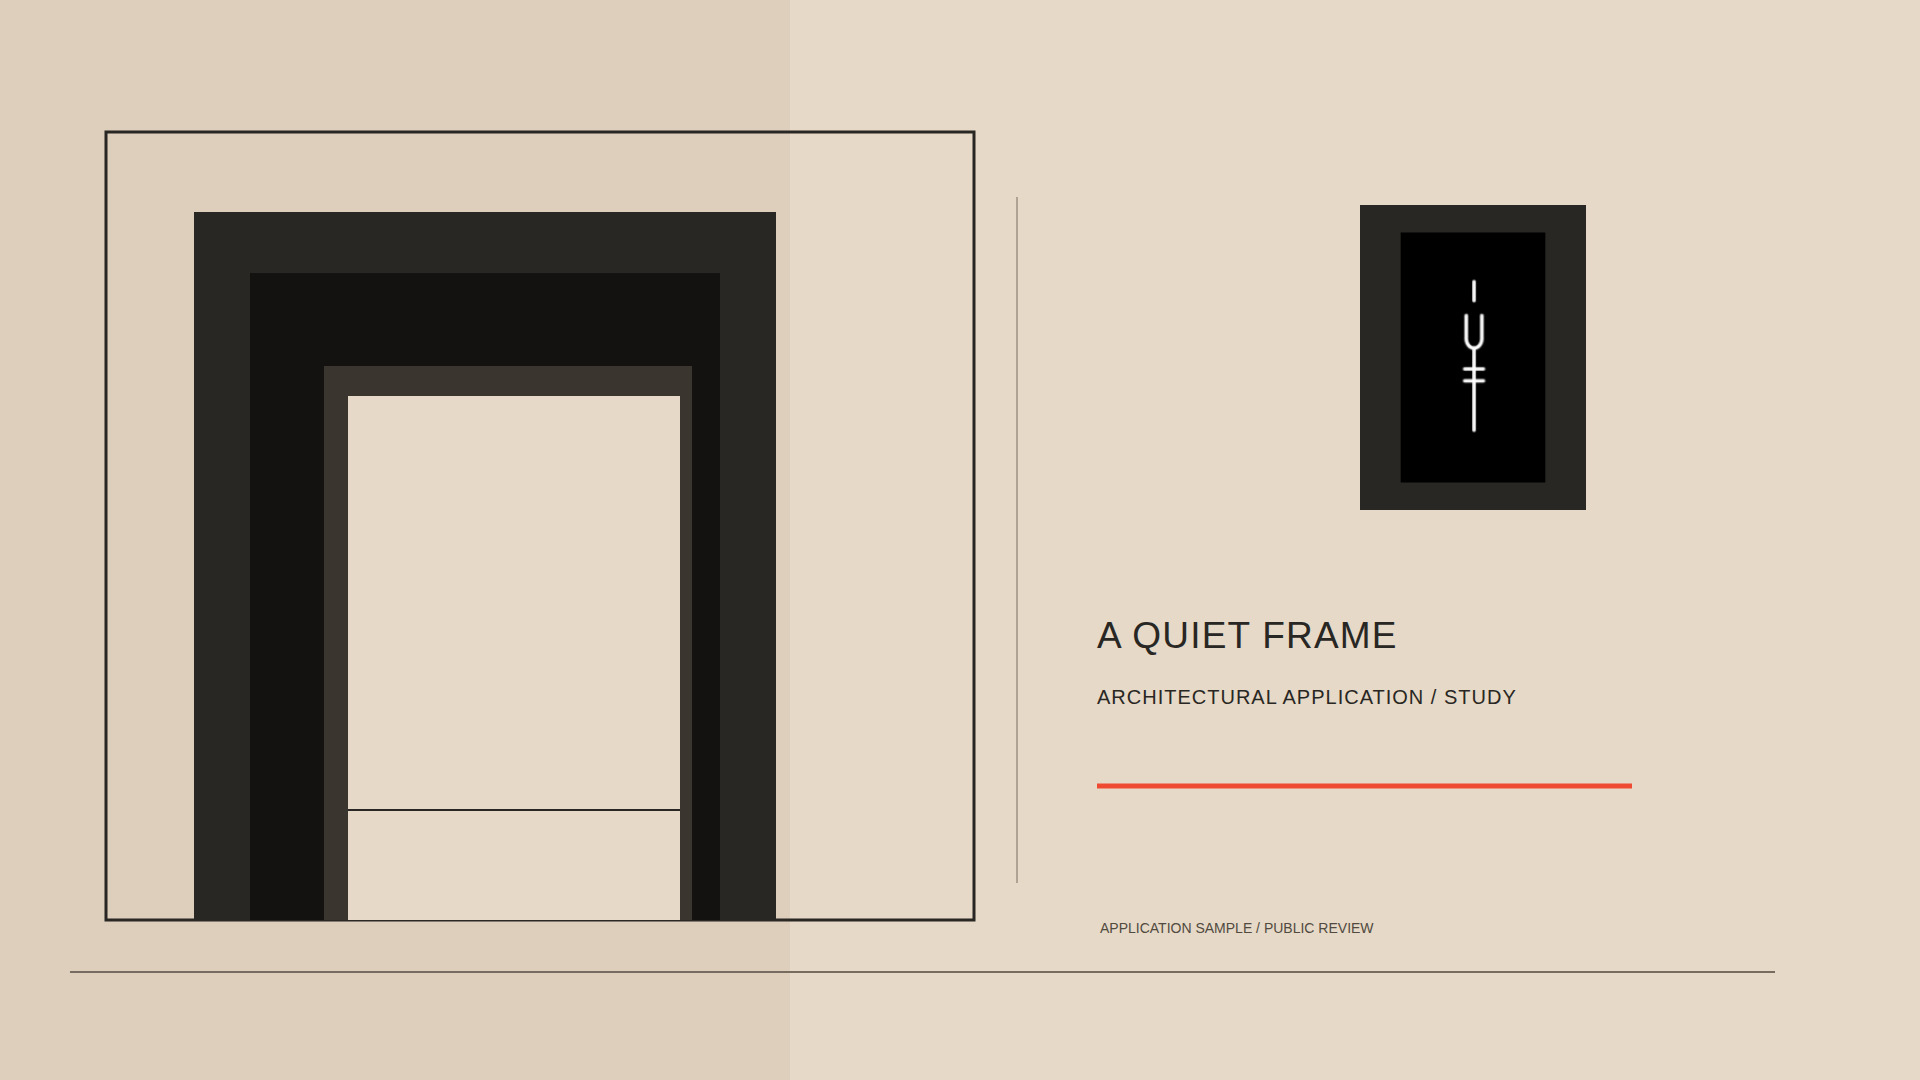 A QUIET FRAME
ARCHITECTURAL APPLICATION / STUDY
APPLICATION SAMPLE / PUBLIC REVIEW